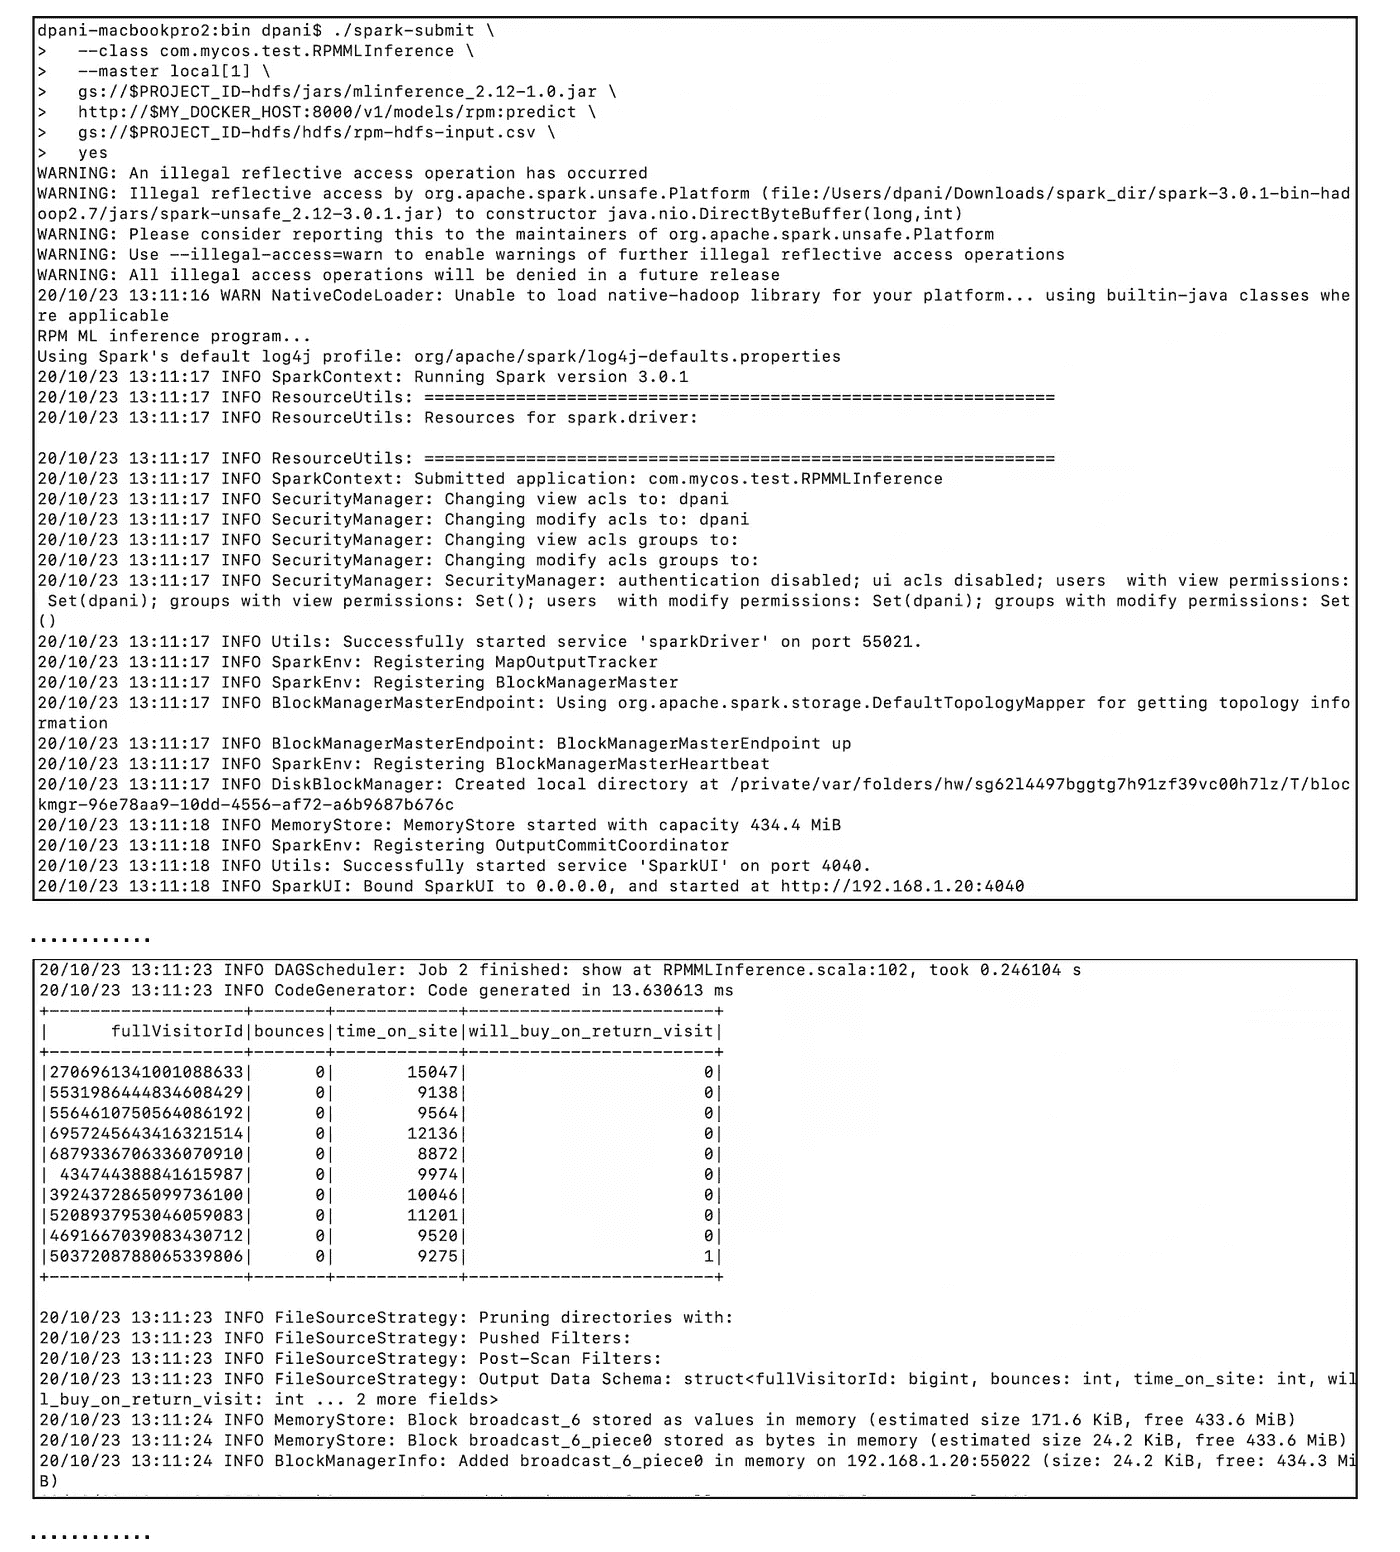 dpani-macbookpro2:bin dpani$ ./spark-submit \
>   --class com.mycos.test.RPMMLInference \
>   --master local[1] \
>   gs://$PROJECT_ID-hdfs/jars/mlinference_2.12-1.0.jar \
>   http://$MY_DOCKER_HOST:8000/v1/models/rpm:predict \
>   gs://$PROJECT_ID-hdfs/hdfs/rpm-hdfs-input.csv \
>   yes
WARNING: An illegal reflective access operation has occurred
WARNING: Illegal reflective access by org.apache.spark.unsafe.Platform (file:/Users/dpani/Downloads/spark_dir/spark-3.0.1-bin-had
oop2.7/jars/spark-unsafe_2.12-3.0.1.jar) to constructor java.nio.DirectByteBuffer(long,int)
WARNING: Please consider reporting this to the maintainers of org.apache.spark.unsafe.Platform
WARNING: Use --illegal-access=warn to enable warnings of further illegal reflective access operations
WARNING: All illegal access operations will be denied in a future release
20/10/23 13:11:16 WARN NativeCodeLoader: Unable to load native-hadoop library for your platform... using builtin-java classes whe
re applicable
RPM ML inference program...
Using Spark's default log4j profile: org/apache/spark/log4j-defaults.properties
20/10/23 13:11:17 INFO SparkContext: Running Spark version 3.0.1
20/10/23 13:11:17 INFO ResourceUtils: ==============================================================
20/10/23 13:11:17 INFO ResourceUtils: Resources for spark.driver:

20/10/23 13:11:17 INFO ResourceUtils: ==============================================================
20/10/23 13:11:17 INFO SparkContext: Submitted application: com.mycos.test.RPMMLInference
20/10/23 13:11:17 INFO SecurityManager: Changing view acls to: dpani
20/10/23 13:11:17 INFO SecurityManager: Changing modify acls to: dpani
20/10/23 13:11:17 INFO SecurityManager: Changing view acls groups to:
20/10/23 13:11:17 INFO SecurityManager: Changing modify acls groups to:
20/10/23 13:11:17 INFO SecurityManager: SecurityManager: authentication disabled; ui acls disabled; users  with view permissions:
 Set(dpani); groups with view permissions: Set(); users  with modify permissions: Set(dpani); groups with modify permissions: Set
()
20/10/23 13:11:17 INFO Utils: Successfully started service 'sparkDriver' on port 55021.
20/10/23 13:11:17 INFO SparkEnv: Registering MapOutputTracker
20/10/23 13:11:17 INFO SparkEnv: Registering BlockManagerMaster
20/10/23 13:11:17 INFO BlockManagerMasterEndpoint: Using org.apache.spark.storage.DefaultTopologyMapper for getting topology info
rmation
20/10/23 13:11:17 INFO BlockManagerMasterEndpoint: BlockManagerMasterEndpoint up
20/10/23 13:11:17 INFO SparkEnv: Registering BlockManagerMasterHeartbeat
20/10/23 13:11:17 INFO DiskBlockManager: Created local directory at /private/var/folders/hw/sg62l4497bggtg7h91zf39vc00h7lz/T/bloc
kmgr-96e78aa9-10dd-4556-af72-a6b9687b676c
20/10/23 13:11:18 INFO MemoryStore: MemoryStore started with capacity 434.4 MiB
20/10/23 13:11:18 INFO SparkEnv: Registering OutputCommitCoordinator
20/10/23 13:11:18 INFO Utils: Successfully started service 'SparkUI' on port 4040.
20/10/23 13:11:18 INFO SparkUI: Bound SparkUI to 0.0.0.0, and started at http://192.168.1.20:4040
............
20/10/23 13:11:23 INFO DAGScheduler: Job 2 finished: show at RPMMLInference.scala:102, took 0.246104 s
20/10/23 13:11:23 INFO CodeGenerator: Code generated in 13.630613 ms
+-------------------+-------+------------+------------------------+
|      fullVisitorId|bounces|time_on_site|will_buy_on_return_visit|
+-------------------+-------+------------+------------------------+
|2706961341001088633|      0|       15047|                       0|
|5531986444834608429|      0|        9138|                       0|
|5564610750564086192|      0|        9564|                       0|
|6957245643416321514|      0|       12136|                       0|
|6879336706336070910|      0|        8872|                       0|
| 434744388841615987|      0|        9974|                       0|
|3924372865099736100|      0|       10046|                       0|
|5208937953046059083|      0|       11201|                       0|
|4691667039083430712|      0|        9520|                       0|
|5037208788065339806|      0|        9275|                       1|
+-------------------+-------+------------+------------------------+

20/10/23 13:11:23 INFO FileSourceStrategy: Pruning directories with:
20/10/23 13:11:23 INFO FileSourceStrategy: Pushed Filters:
20/10/23 13:11:23 INFO FileSourceStrategy: Post-Scan Filters:
20/10/23 13:11:23 INFO FileSourceStrategy: Output Data Schema: struct<fullVisitorId: bigint, bounces: int, time_on_site: int, wil
l_buy_on_return_visit: int ... 2 more fields>
20/10/23 13:11:24 INFO MemoryStore: Block broadcast_6 stored as values in memory (estimated size 171.6 KiB, free 433.6 MiB)
20/10/23 13:11:24 INFO MemoryStore: Block broadcast_6_piece0 stored as bytes in memory (estimated size 24.2 KiB, free 433.6 MiB)
20/10/23 13:11:24 INFO BlockManagerInfo: Added broadcast_6_piece0 in memory on 192.168.1.20:55022 (size: 24.2 KiB, free: 434.3 Mi
B)
............